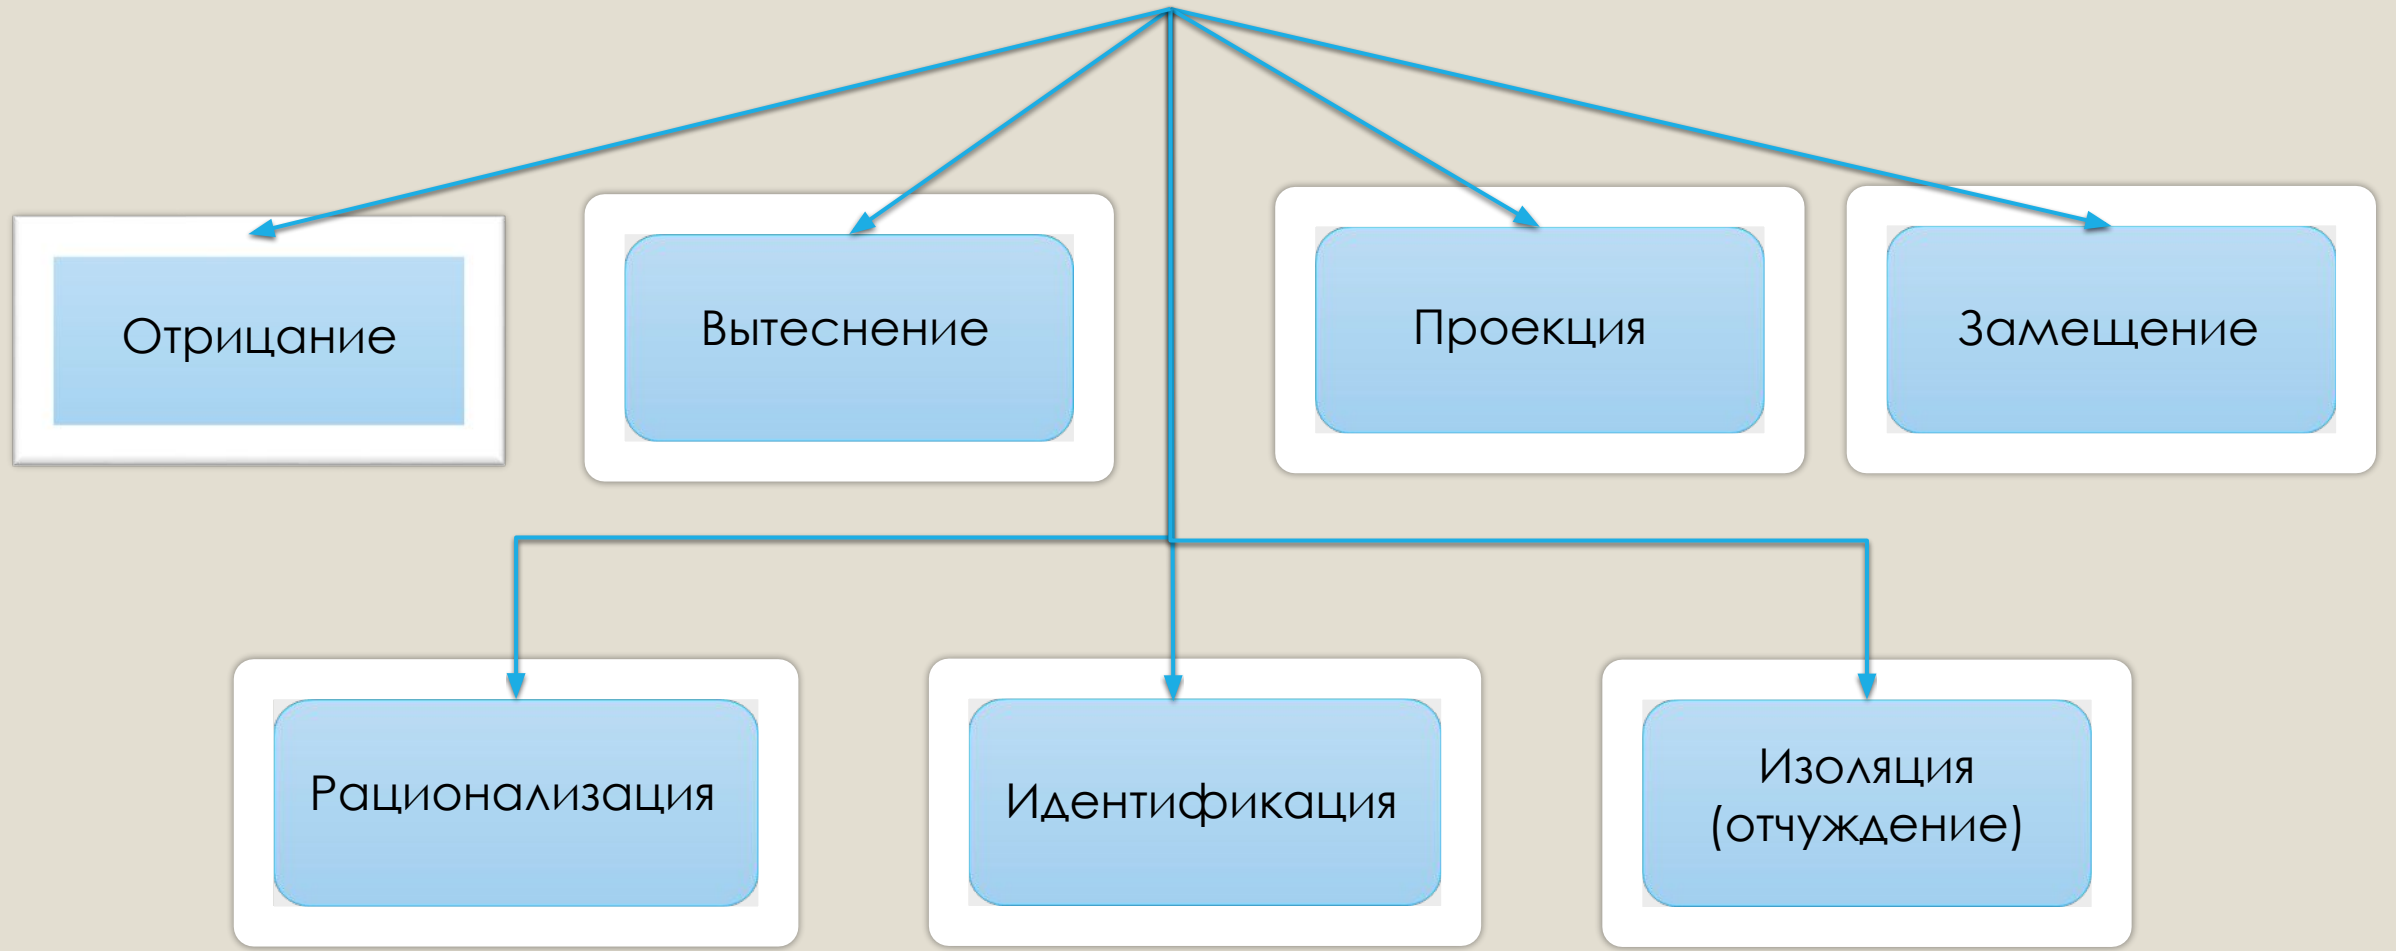 Отрицание
Вытеснение
Проекция
Замещение
Рационализация
Идентификация
Изоляция
(отчуждение)